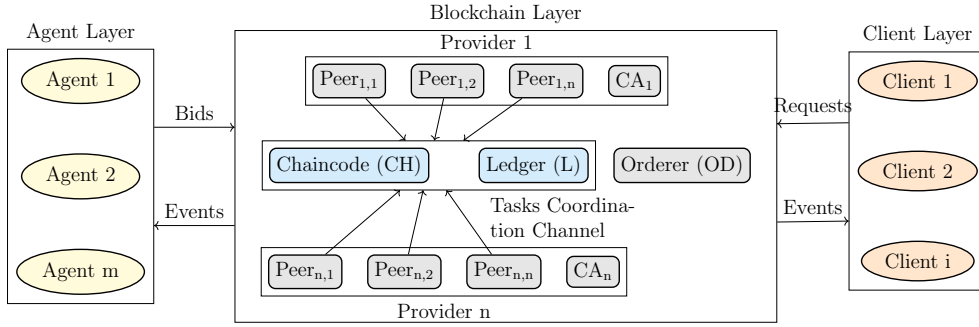 Blockchain Layer
Agent Layer
Client Layer
Provider 1
Agent 1
Peer1,1
Peer1,2
Peer1,n
CA1
Client 1
Bids
Requests
Chaincode (CH)
Ledger (L)
Orderer (OD)
Agent 2
Client 2
Events
Tasks Coordina-
tion Channel
Events
Agent m
Peern,1
Peern,2
Peern,n
CAn
Client i
Provider n